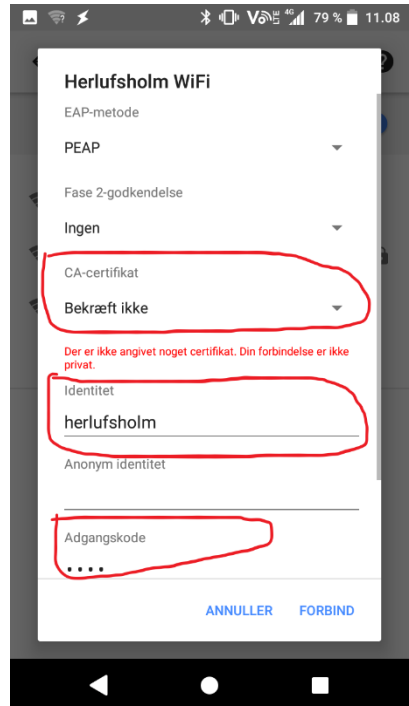 79 % 11.08
Herlufsholm WiFi
EAP-metode
PEAP
Fase 2-godkendelse
Ingen
CA-certifikat
Bekræft ikke
Der er ikke angivet noget certifikat. Din forbindelse er ikke
privat.
Identitet
herlufsholm
Anonym identitet
Adgangskode
••••
ANNULLER FORBIND